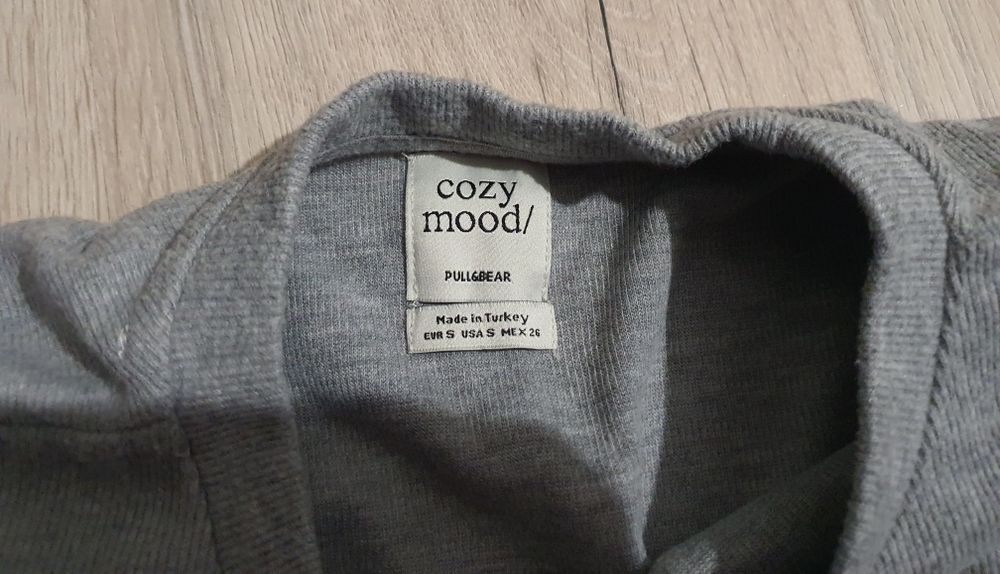 cozy
mood/
PULL&BEAR
Made in Turkey
EUR S USA S MEX 26